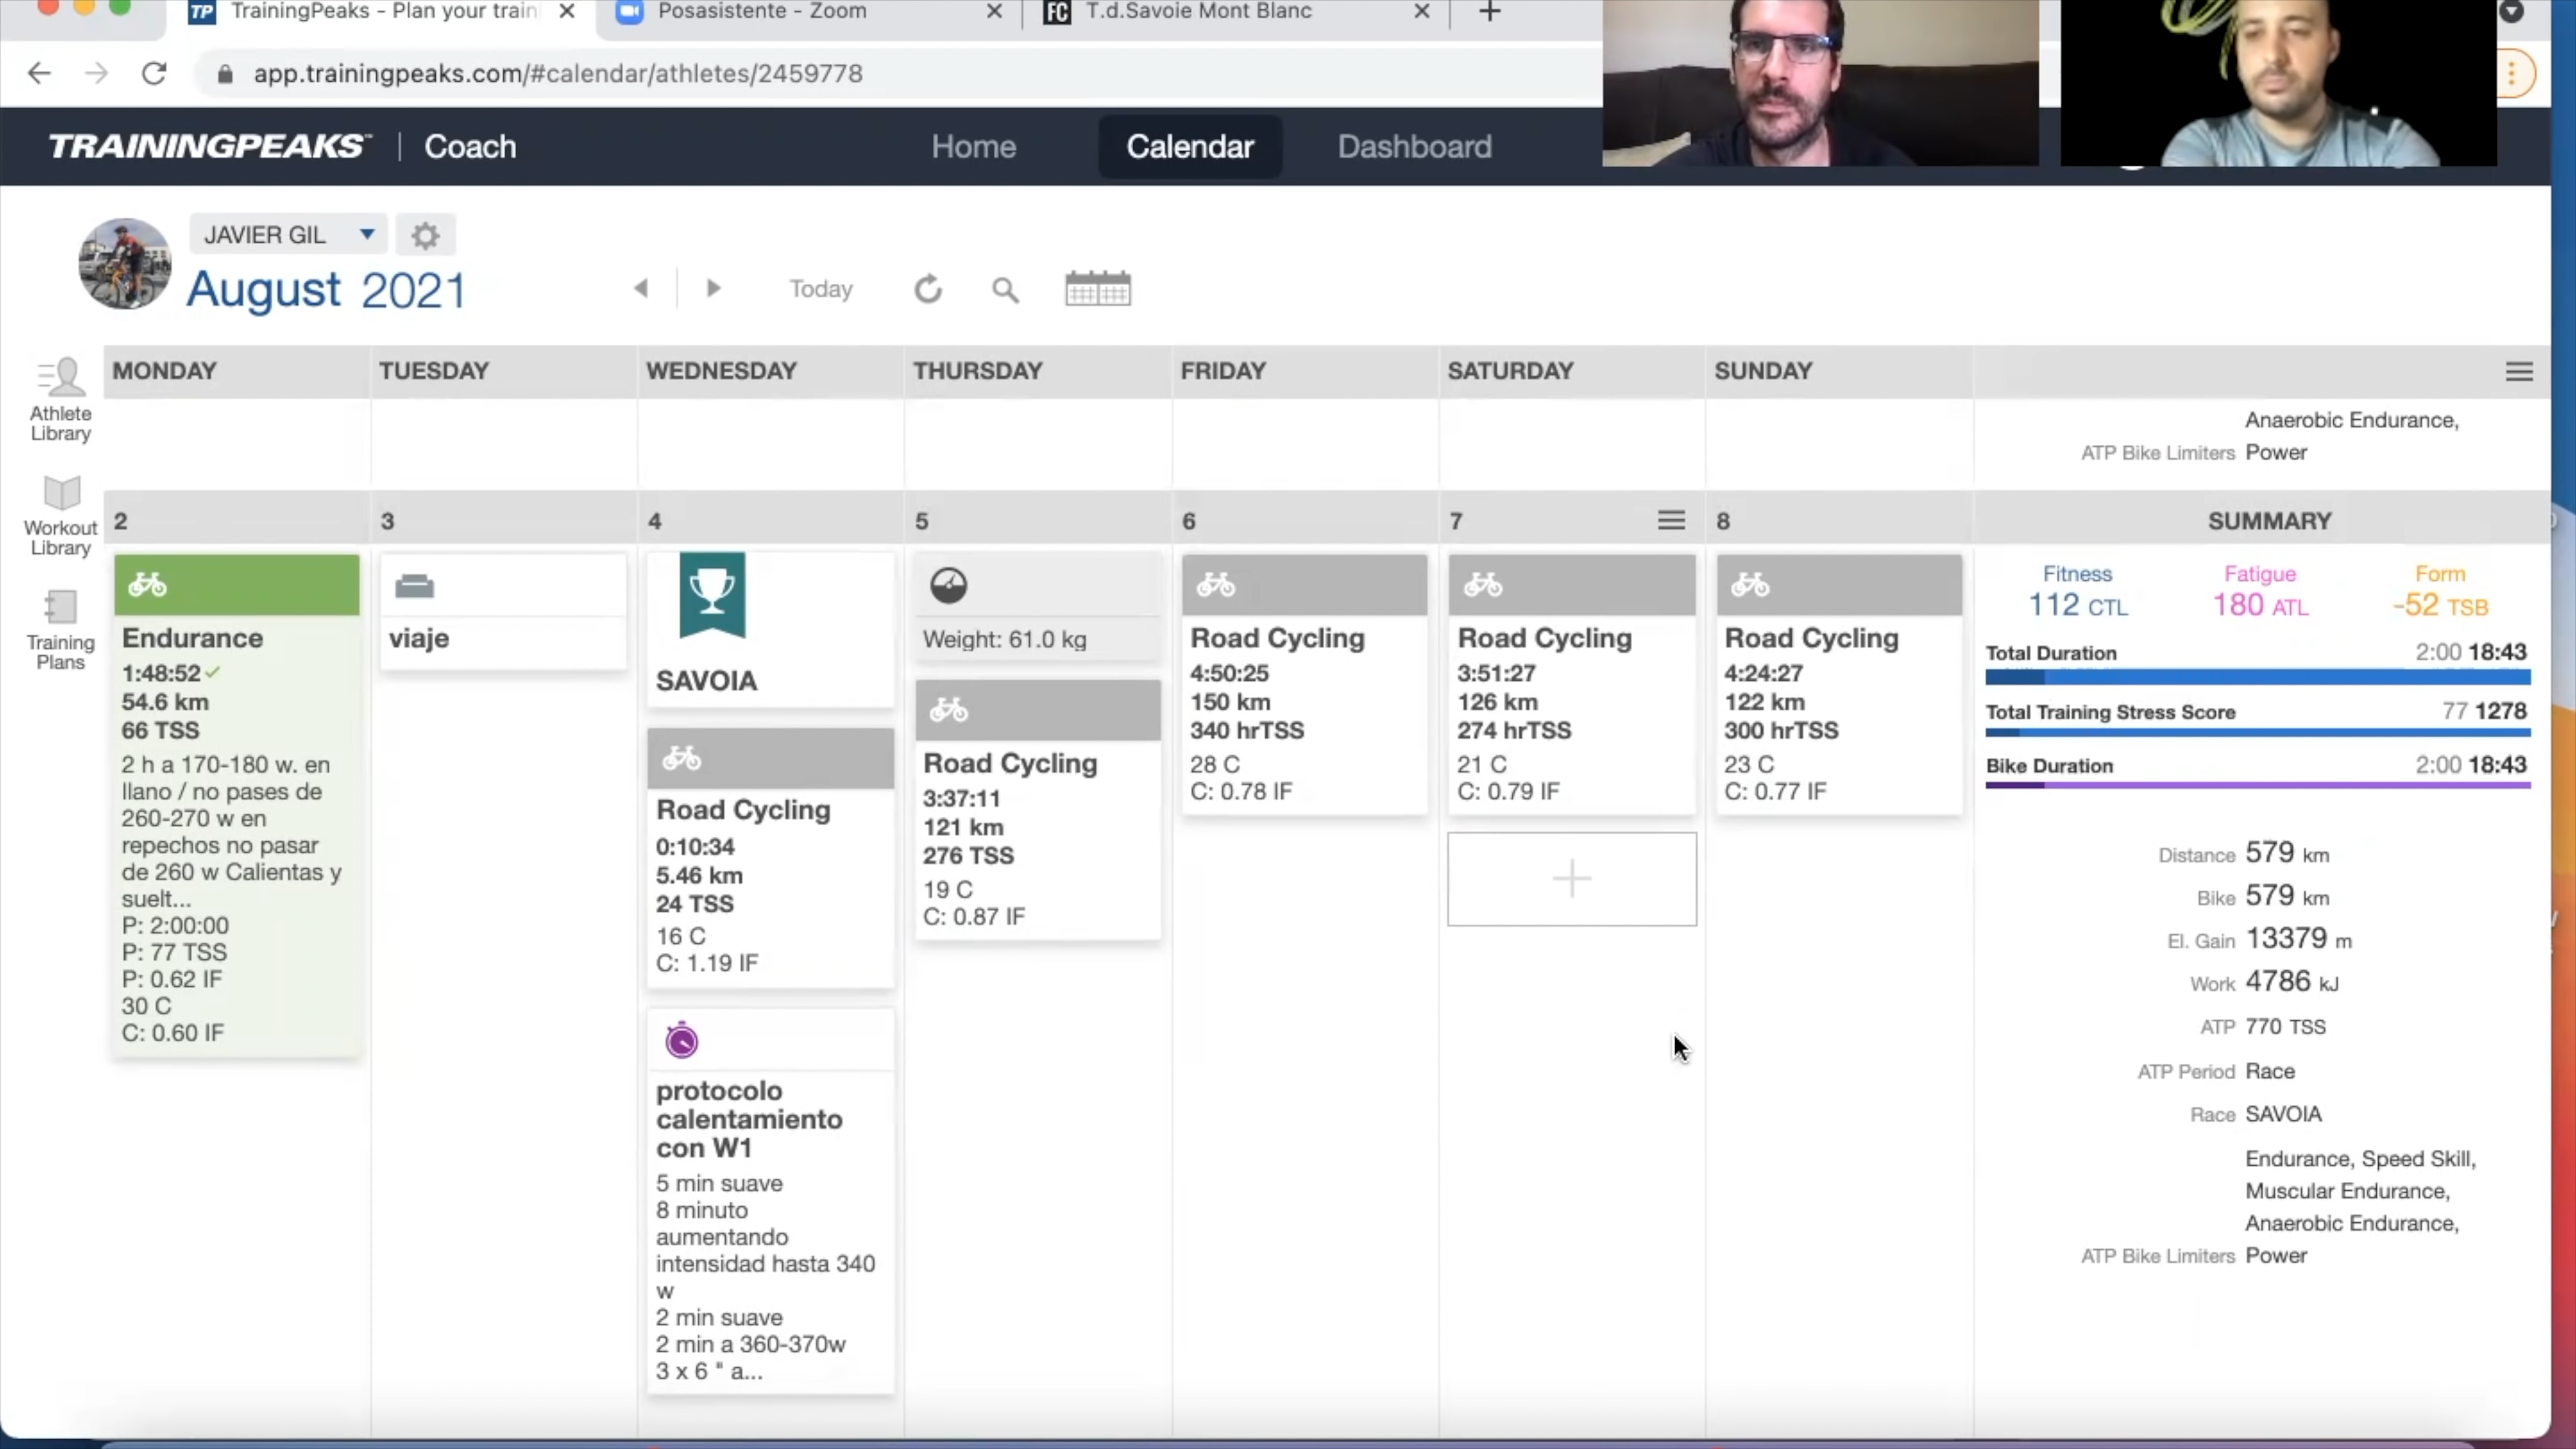 TP TrainingPeaks - Plan your train
Posasistente - Zoom
FC T.d.Savoie Mont Blanc
app.trainingpeaks.com/#calendar/athletes/2459778
TRAININGPEAKS™ | Coach
Home
Calendar
Dashboard
JAVIER GIL
August 2021
Today
MONDAY
TUESDAY
WEDNESDAY
THURSDAY
FRIDAY
SATURDAY
SUNDAY
Athlete
Library
Workout
Library
Training
Plans
Anaerobic Endurance,
ATP Bike Limiters Power
2
3
4
5
6
7
8
SUMMARY
Endurance
1:48:52
54.6 km
66 TSS
2 h a 170-180 w. en
llano / no pases de
260-270 w en
repechos no pasar
de 260 w Calientas y
suelt...
P: 2:00:00
P: 77 TSS
P: 0.62 IF
30 C
C: 0.60 IF
viaje
SAVOIA
Road Cycling
0:10:34
5.46 km
24 TSS
16 C
C: 1.19 IF
protocolo
calentamiento
con W1
5 min suave
8 minuto
aumentando
intensidad hasta 340
w
2 min suave
2 min a 360-370w
3 x 6 " a...
Weight: 61.0 kg
Road Cycling
3:37:11
121 km
276 TSS
19 C
C: 0.87 IF
Road Cycling
4:50:25
150 km
340 hrTSS
28 C
C: 0.78 IF
Road Cycling
3:51:27
126 km
274 hrTSS
21 C
C: 0.79 IF
Road Cycling
4:24:27
122 km
300 hrTSS
23 C
C: 0.77 IF
Fitness
112 CTL
Fatigue
180 ATL
Form
-52 TSB
Total Duration 2:00 18:43
Total Training Stress Score 77 1278
Bike Duration 2:00 18:43
Distance 579 km
Bike 579 km
El. Gain 13379 m
Work 4786 kJ
ATP 770 TSS
ATP Period Race
Race SAVOIA
Endurance, Speed Skill,
Muscular Endurance,
Anaerobic Endurance,
ATP Bike Limiters Power